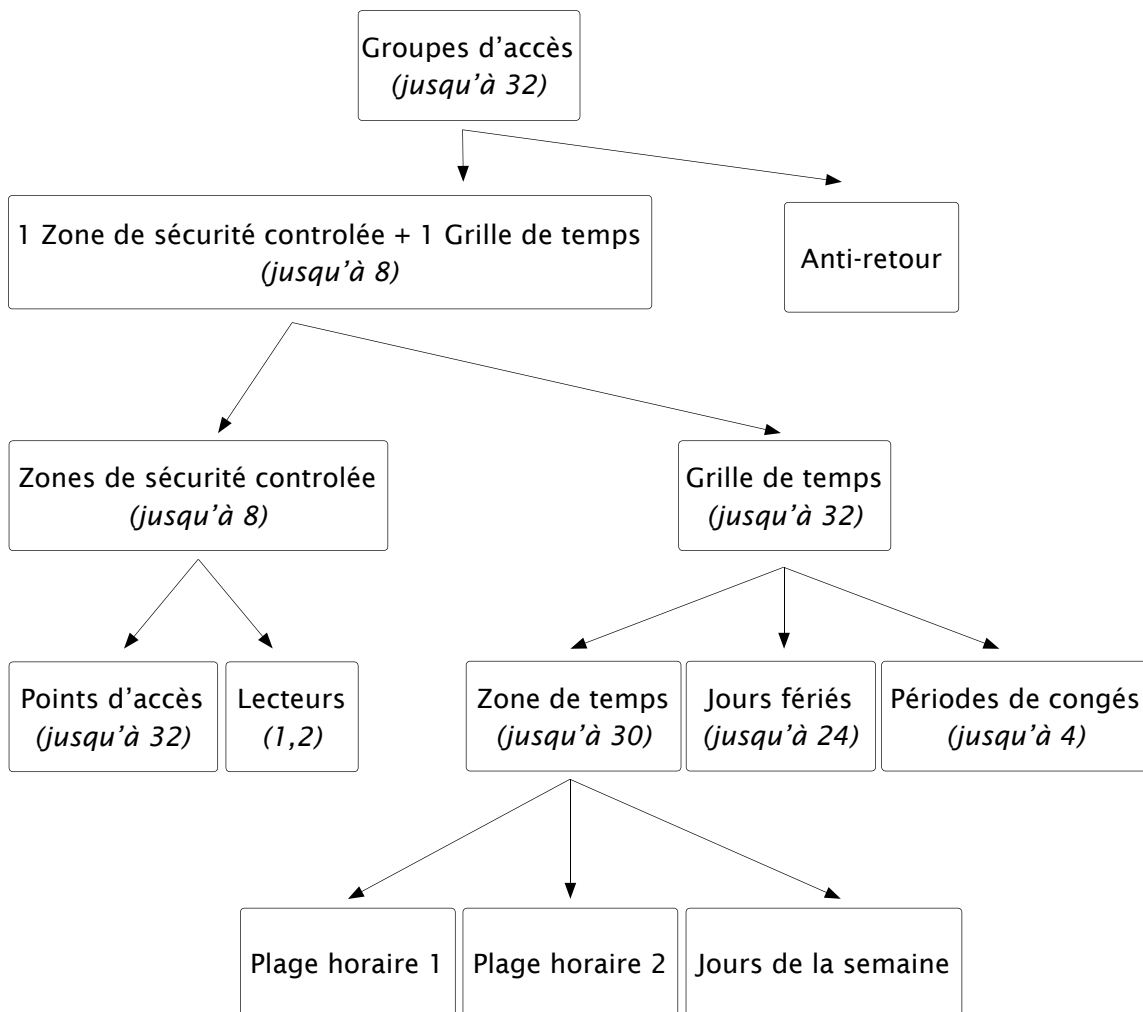 Groupes d’accès
(jusqu’à 32)
1 Zone de sécurité controlée + 1 Grille de temps
(jusqu’à 8)
Anti-retour
Zones de sécurité controlée
(jusqu’à 8)
Grille de temps
(jusqu’à 32)
Points d’accès
(jusqu’à 32)
Lecteurs
(1,2)
Zone de temps
(jusqu’à 30)
Jours fériés
(jusqu’à 24)
Périodes de congés
(jusqu’à 4)
Plage horaire 1
Plage horaire 2
Jours de la semaine